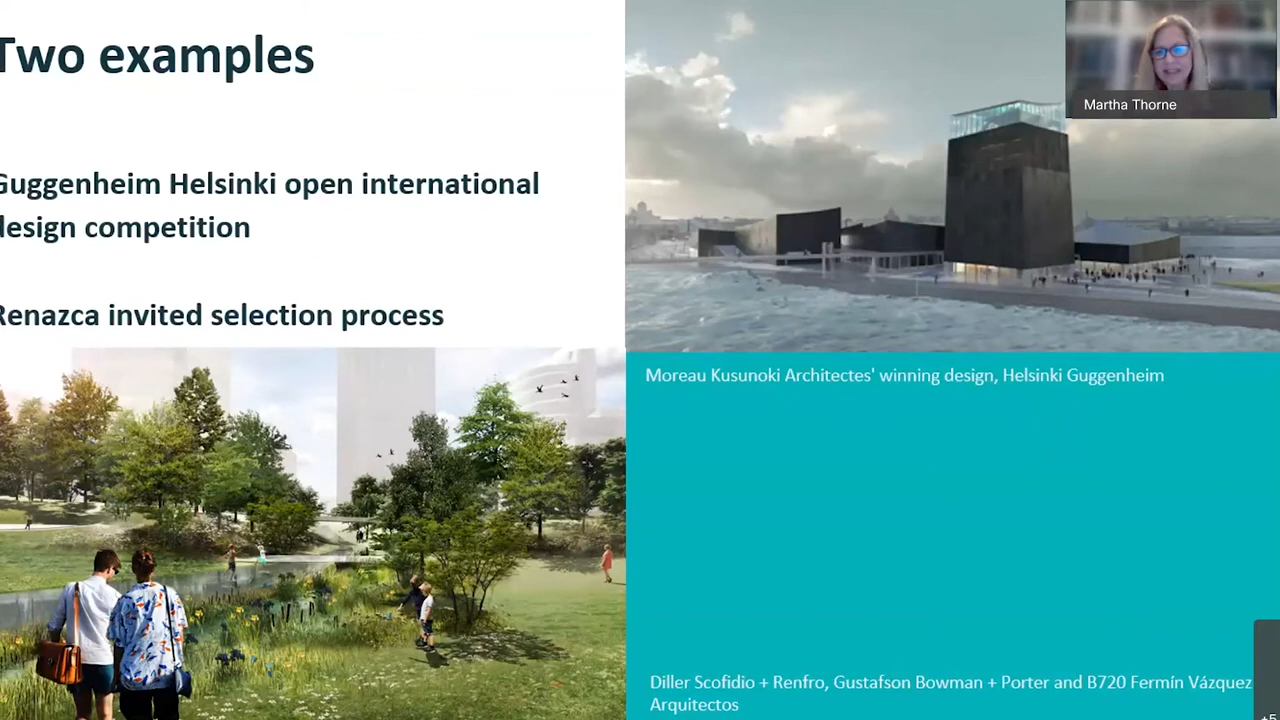 Two examples
Guggenheim Helsinki open international
design competition
Renazca invited selection process
Martha Thorne
Moreau Kusunoki Architectes' winning design, Helsinki Guggenheim
Diller Scofidio + Renfro, Gustafson Bowman + Porter and B720 Fermín Vázquez
Arquitectos